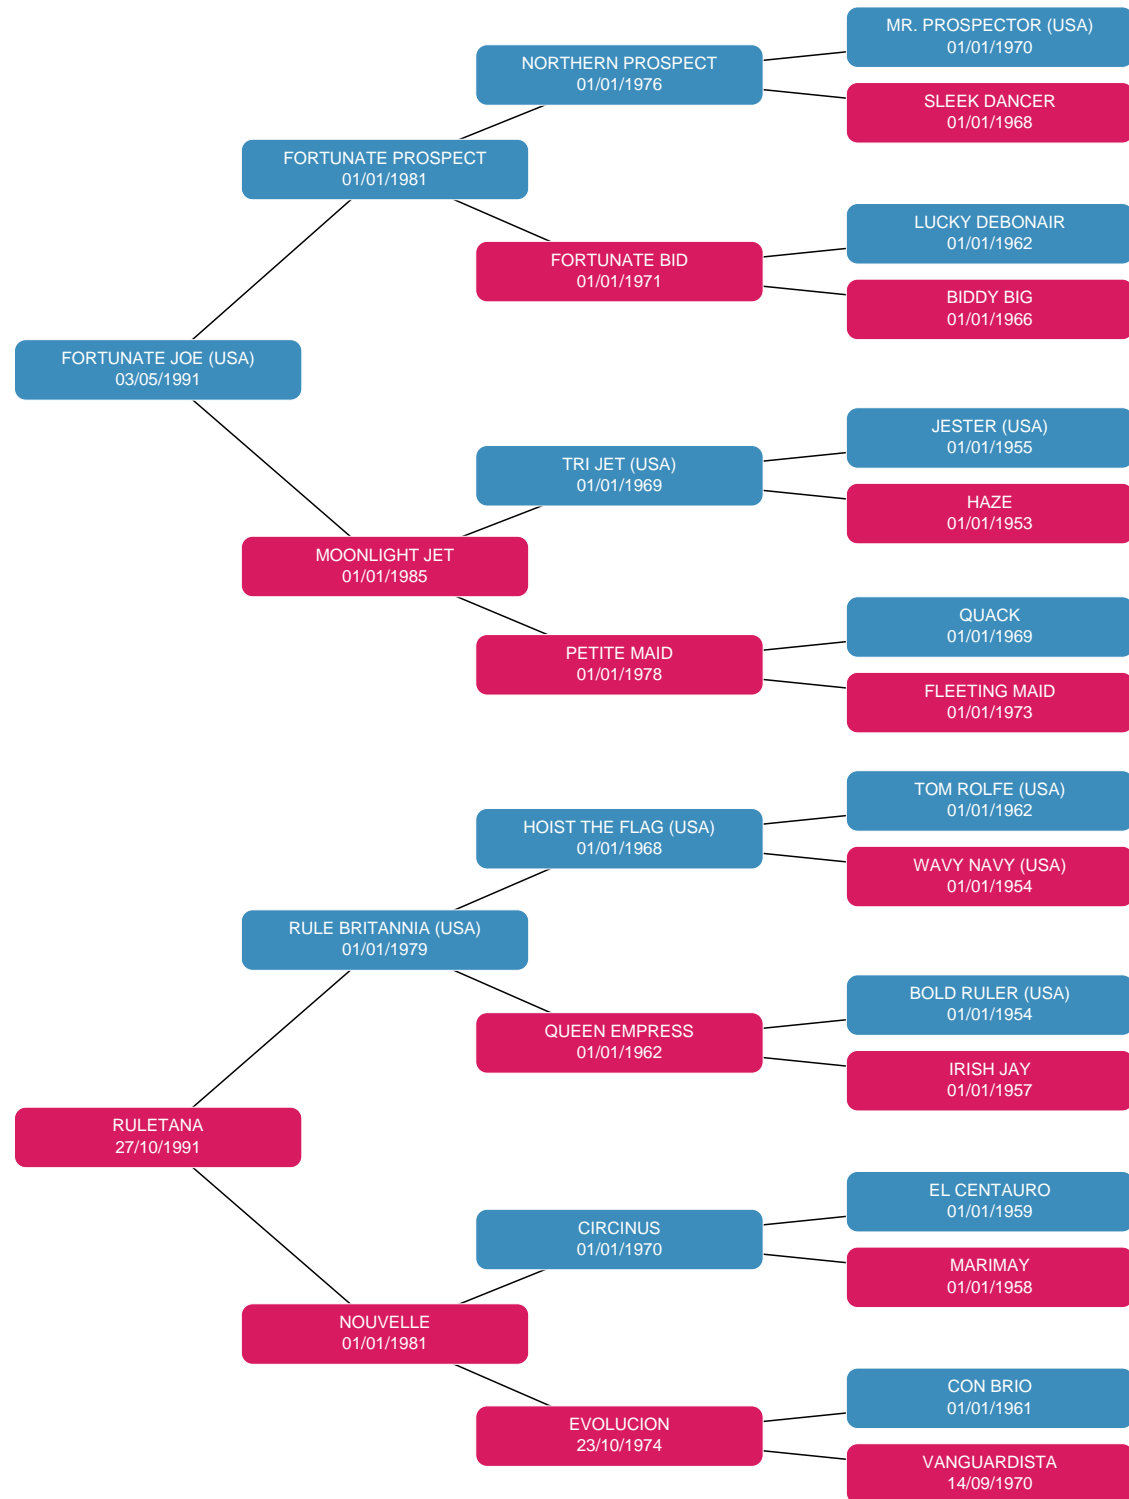 MR. PROSPECTOR (USA)
01/01/1970
NORTHERN PROSPECT
01/01/1976
SLEEK DANCER
01/01/1968
FORTUNATE PROSPECT
01/01/1981
LUCKY DEBONAIR
01/01/1962
FORTUNATE BID
01/01/1971
BIDDY BIG
01/01/1966
FORTUNATE JOE (USA)
03/05/1991
JESTER (USA)
01/01/1955
TRI JET (USA)
01/01/1969
HAZE
01/01/1953
MOONLIGHT JET
01/01/1985
QUACK
01/01/1969
PETITE MAID
01/01/1978
FLEETING MAID
01/01/1973
TOM ROLFE (USA)
01/01/1962
HOIST THE FLAG (USA)
01/01/1968
WAVY NAVY (USA)
01/01/1954
RULE BRITANNIA (USA)
01/01/1979
BOLD RULER (USA)
01/01/1954
QUEEN EMPRESS
01/01/1962
IRISH JAY
01/01/1957
RULETANA
27/10/1991
EL CENTAURO
01/01/1959
CIRCINUS
01/01/1970
MARIMAY
01/01/1958
NOUVELLE
01/01/1981
CON BRIO
01/01/1961
EVOLUCION
23/10/1974
VANGUARDISTA
14/09/1970